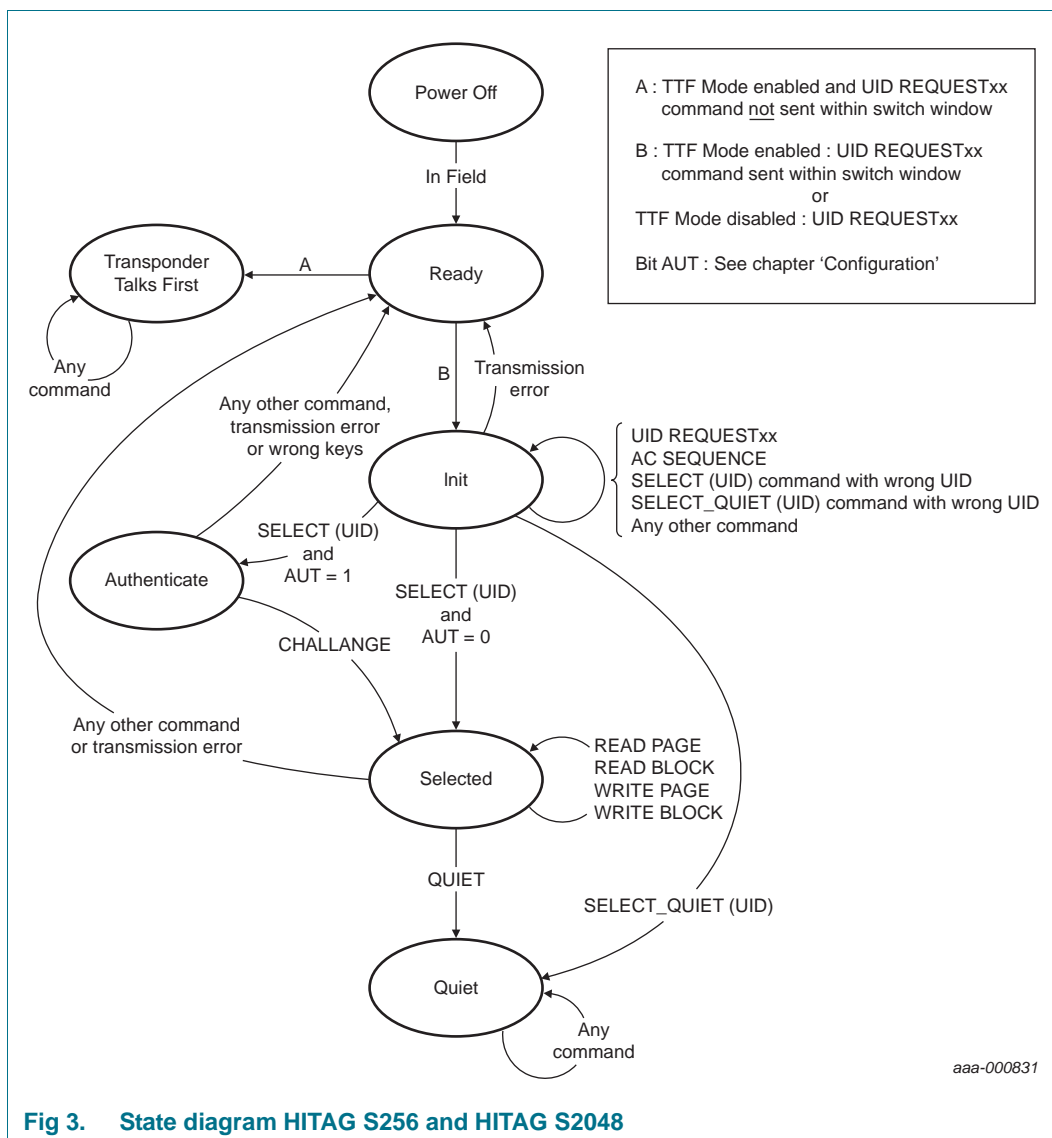 Power Off
A : TTF Mode enabled and UID REQUESTxx
command not sent within switch window
B : TTF Mode enabled : UID REQUESTxx
command sent within switch window
or
TTF Mode disabled : UID REQUESTxx
Bit AUT : See chapter ‘Configuration’
In Field
Transponder
Talks First
A
Ready
Any
command
B
Transmission
error
Any other command,
transmission error
or wrong keys
Init
UID REQUESTxx
AC SEQUENCE
SELECT (UID) command with wrong UID
SELECT_QUIET (UID) command with wrong UID
Any other command
SELECT (UID)
and
AUT = 1
Authenticate
SELECT (UID)
and
AUT = 0
CHALLANGE
Any other command
or transmission error
Selected
READ PAGE
READ BLOCK
WRITE PAGE
WRITE BLOCK
QUIET
SELECT_QUIET (UID)
Quiet
Any
command
aaa-000831
Fig 3. State diagram HITAG S256 and HITAG S2048